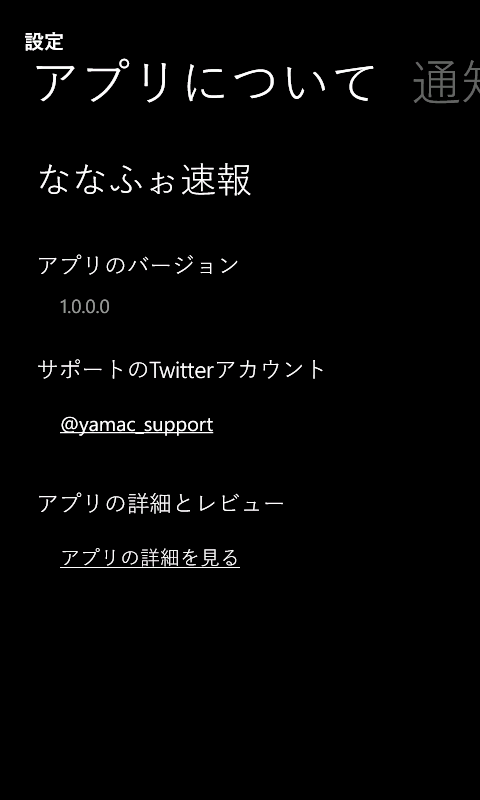 設定
アプリについて 通知
ななふぉ速報
アプリのバージョン
1.0.0.0
サポートのTwitterアカウント
@yamac_support
アプリの詳細とレビュー
アプリの詳細を見る